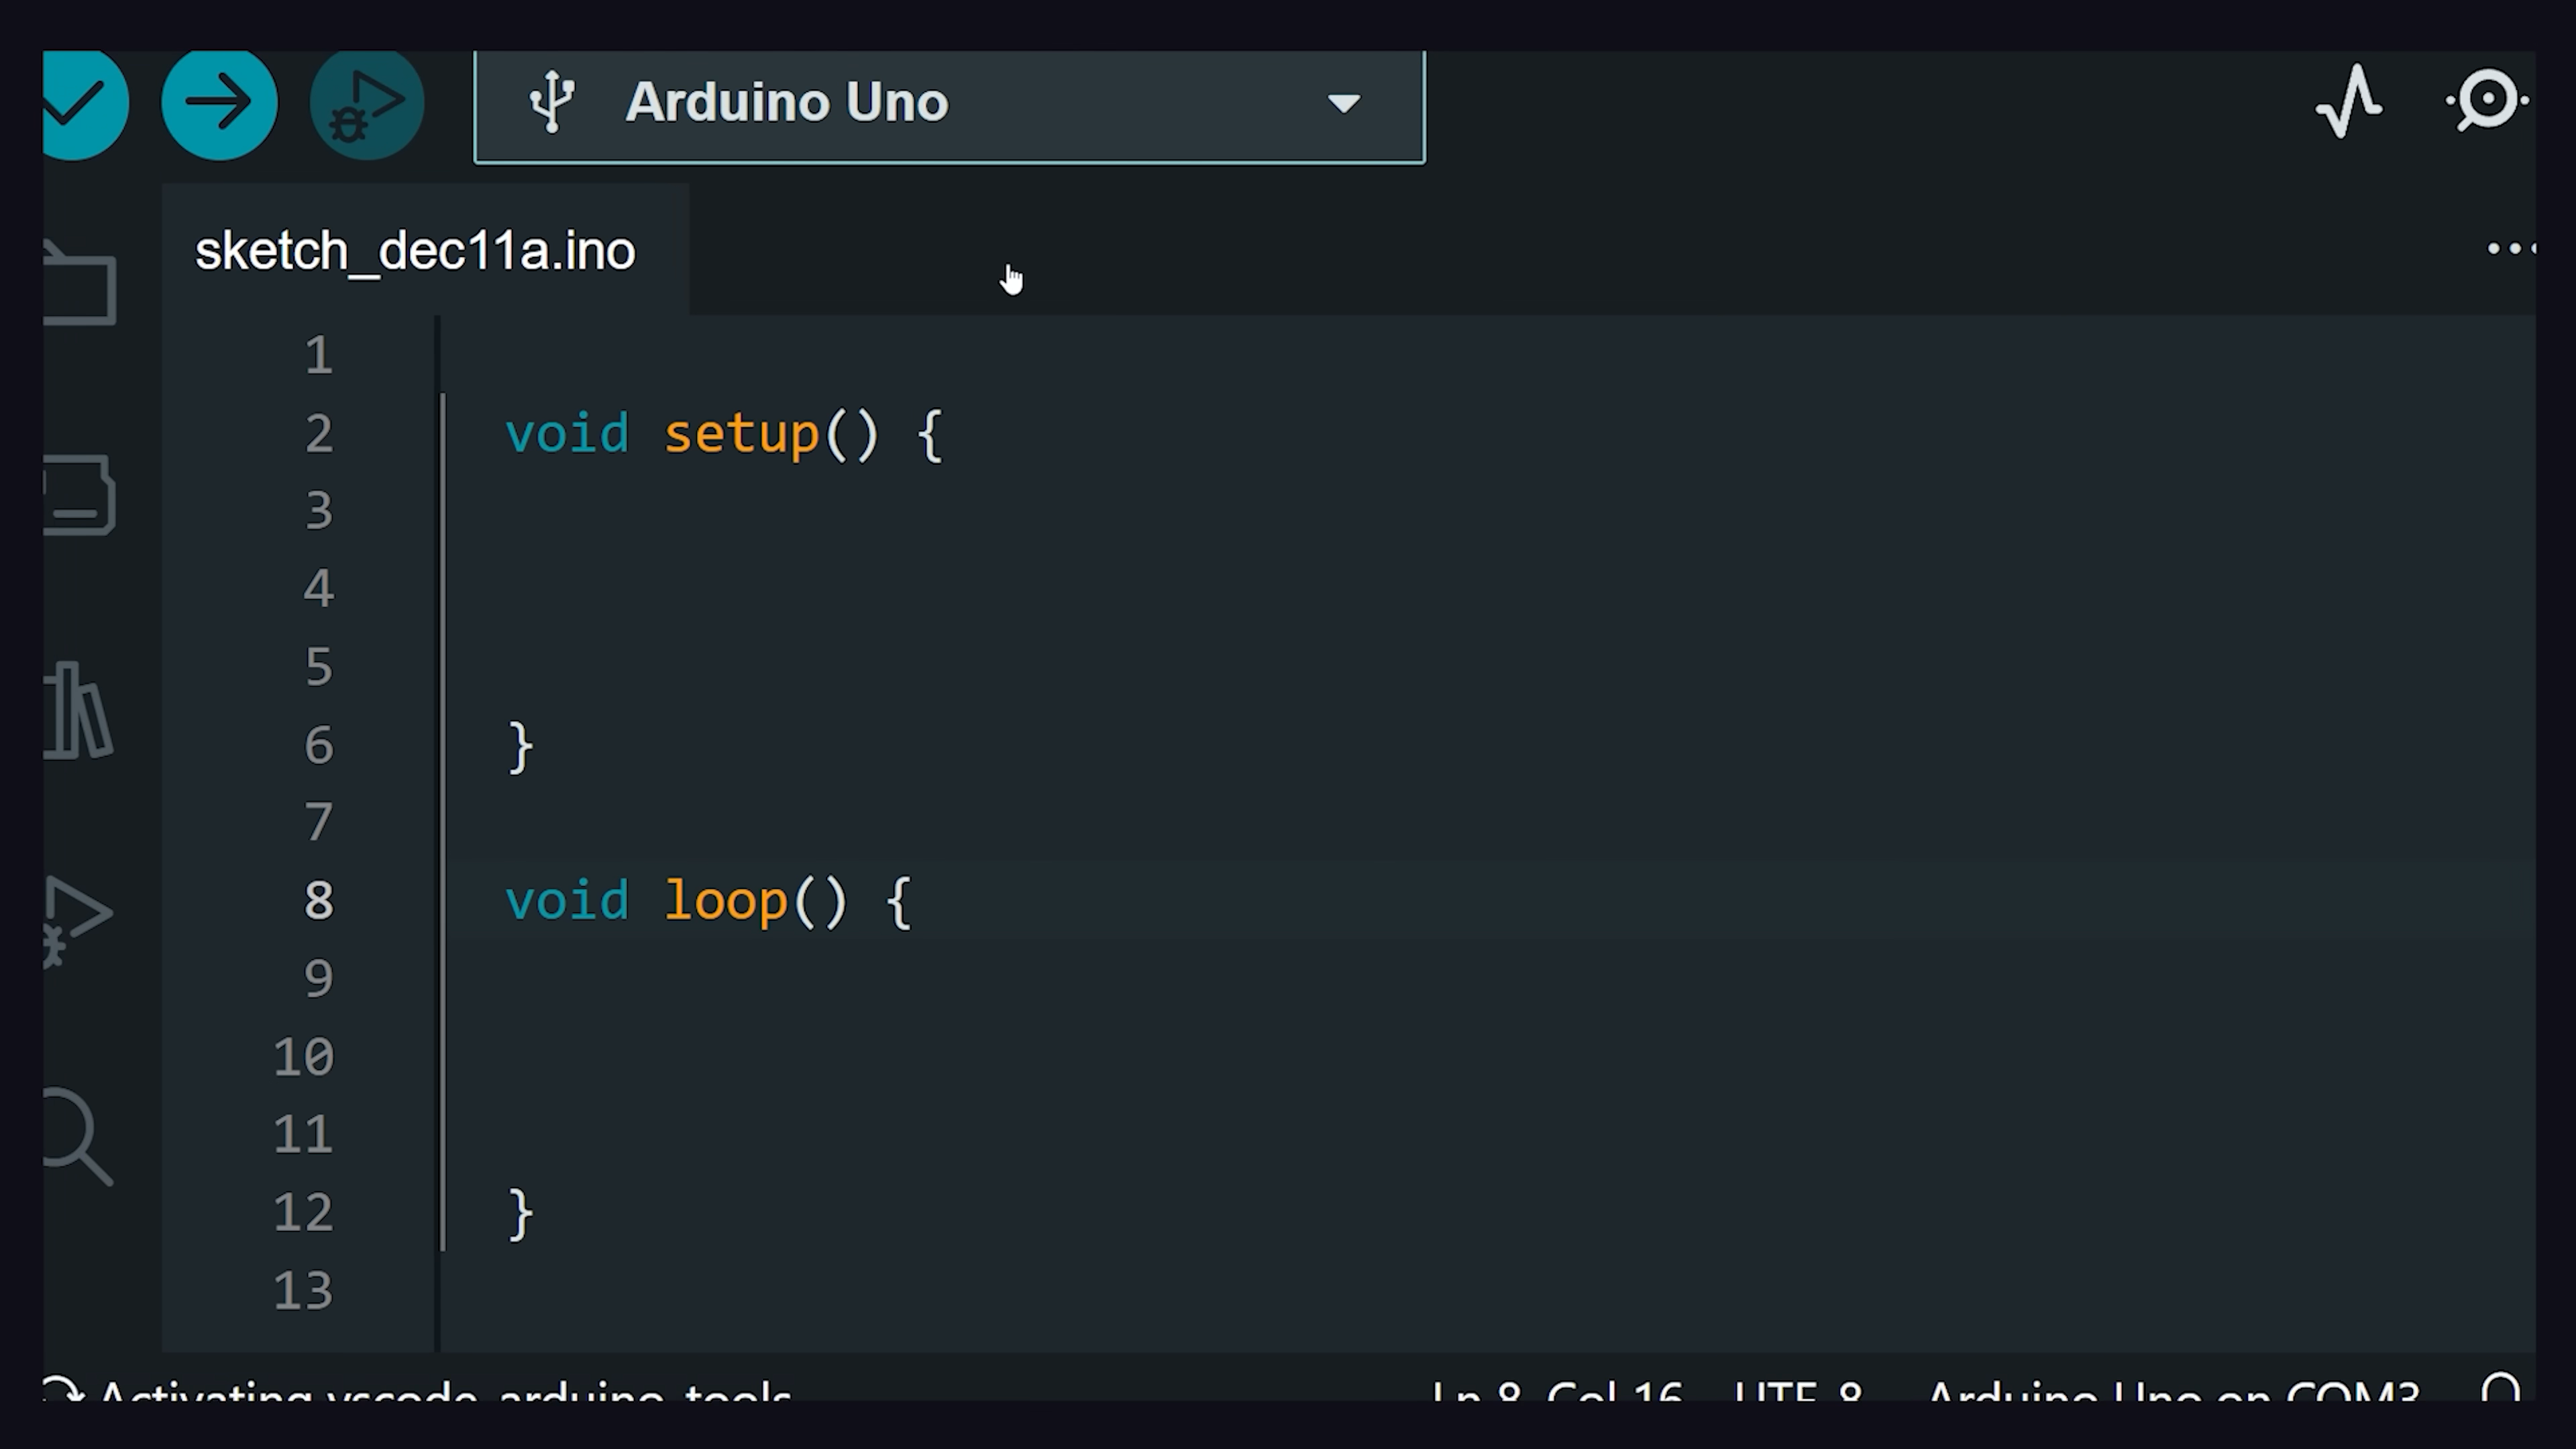 Arduino Uno
sketch_dec11a.ino
1
2 void setup() {
3
4
5
6 }
7
8 void loop() {
9
10
11
12 }
13
Activating vscode-arduino-tools Ln 8, Col 16 UTF-8 Arduino Uno on COM3